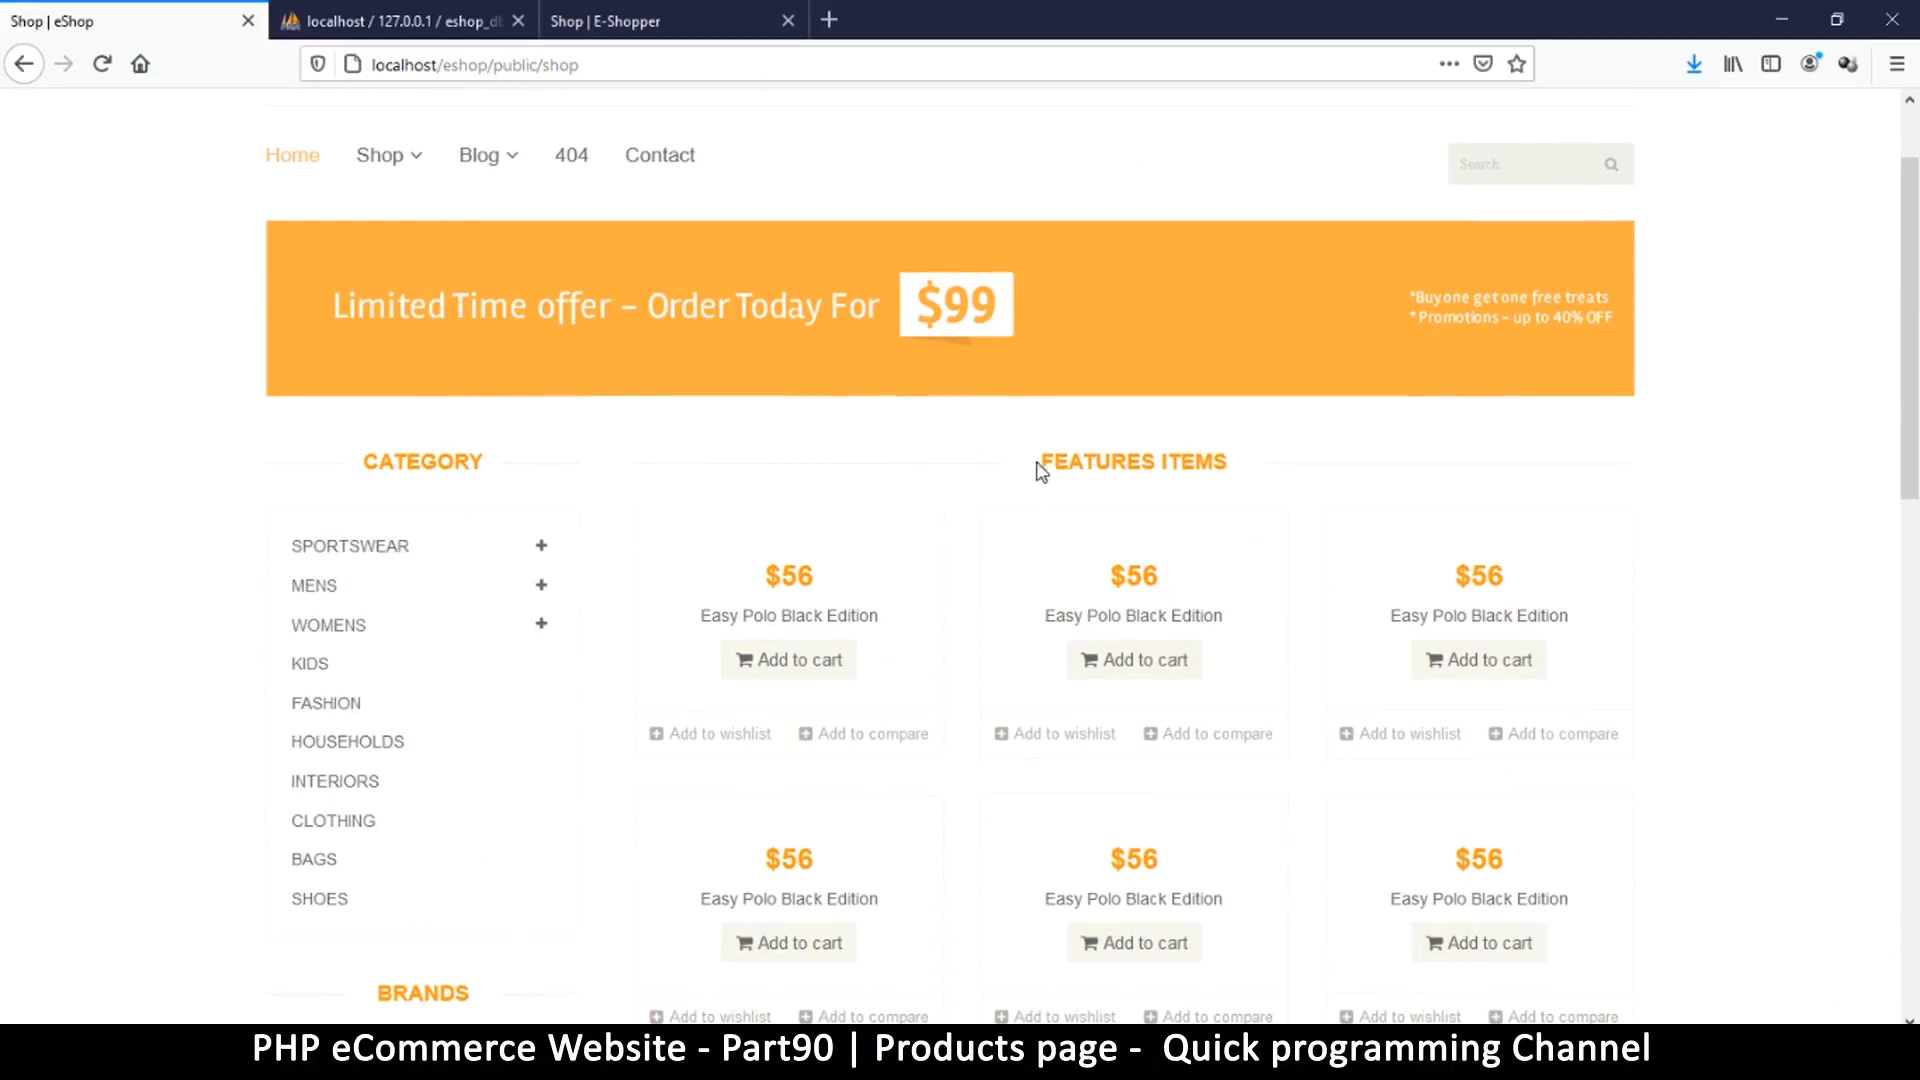 Shop | eShop
localhost / 127.0.0.1 / eshop_d
Shop | E-Shopper
localhost/eshop/public/shop
Home
Shop
Blog
404
Contact
Search
Limited Time offer – Order Today For
$99
*Buy one get one free treats
* Promotions – up to 40% OFF
CATEGORY
SPORTSWEAR
MENS
WOMENS
KIDS
FASHION
HOUSEHOLDS
INTERIORS
CLOTHING
BAGS
SHOES
BRANDS
FEATURES ITEMS
$56 $56 $56
Easy Polo Black Edition Easy Polo Black Edition Easy Polo Black Edition
Add to cart Add to cart Add to cart
Add to wishlist Add to compare Add to wishlist Add to compare Add to wishlist Add to compare
$56 $56 $56
Easy Polo Black Edition Easy Polo Black Edition Easy Polo Black Edition
Add to cart Add to cart Add to cart
Add to wishlist Add to compare Add to wishlist Add to compare Add to wishlist Add to compare
PHP eCommerce Website - Part90 | Products page - Quick programming Channel